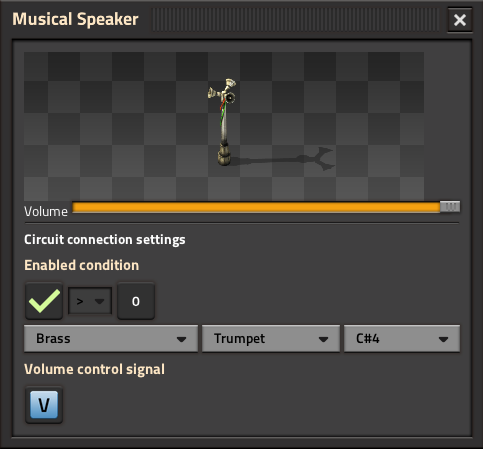 Musical Speaker
Volume
Circuit connection settings
Enabled condition
> 0
Brass Trumpet C#4
Volume control signal
V